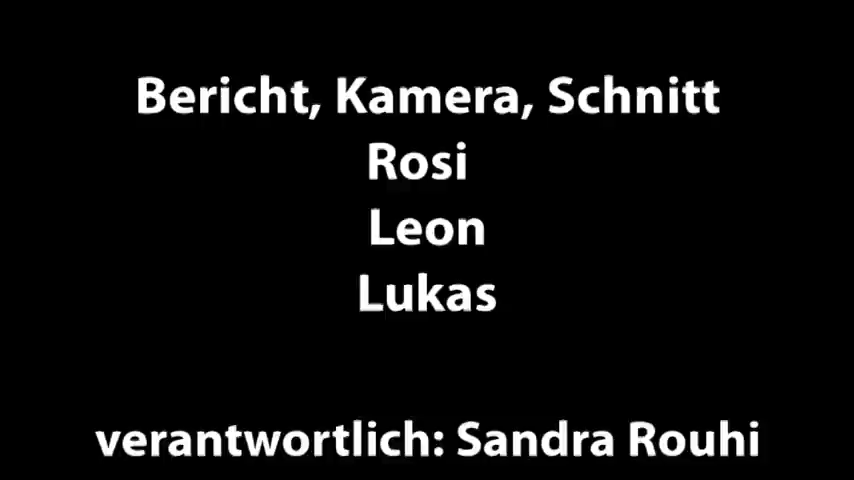 Bericht, Kamera, Schnitt
Rosi
Leon
Lukas
verantwortlich: Sandra Rouhi